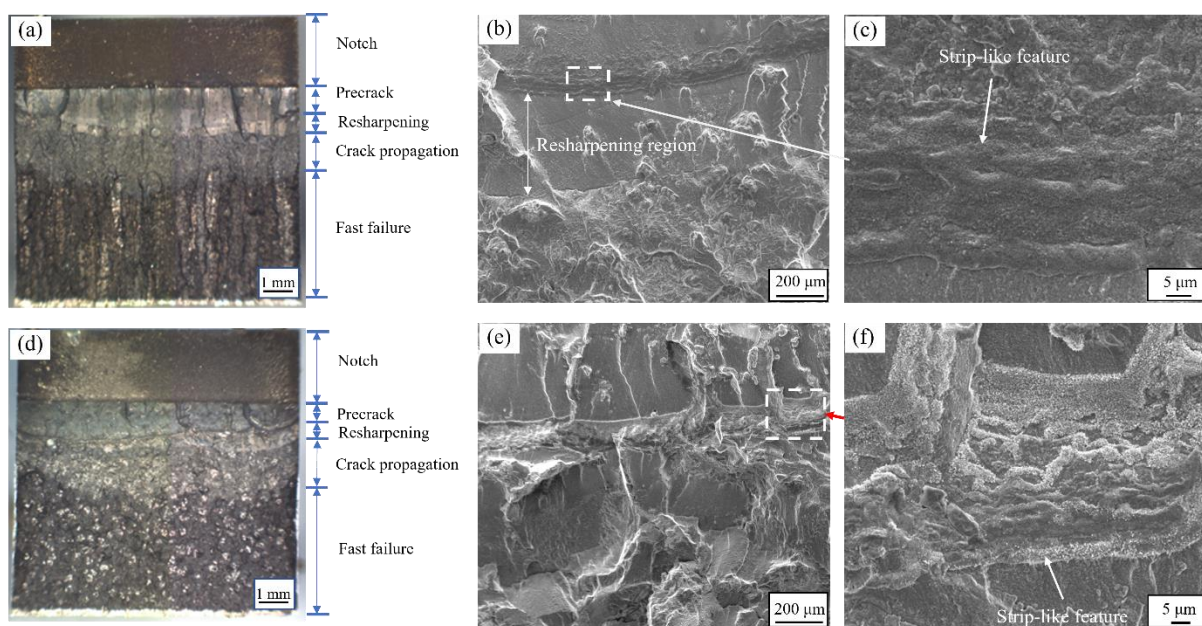 (a)
Notch
Precrack
Resharpening
Crack propagation
Fast failure
1 mm
(b)
Resharpening region
200 μm
(c)
Strip-like feature
5 μm
(d)
Notch
Precrack
Resharpening
Crack propagation
Fast failure
1 mm
(e)
200 μm
(f)
Strip-like feature
5 μm